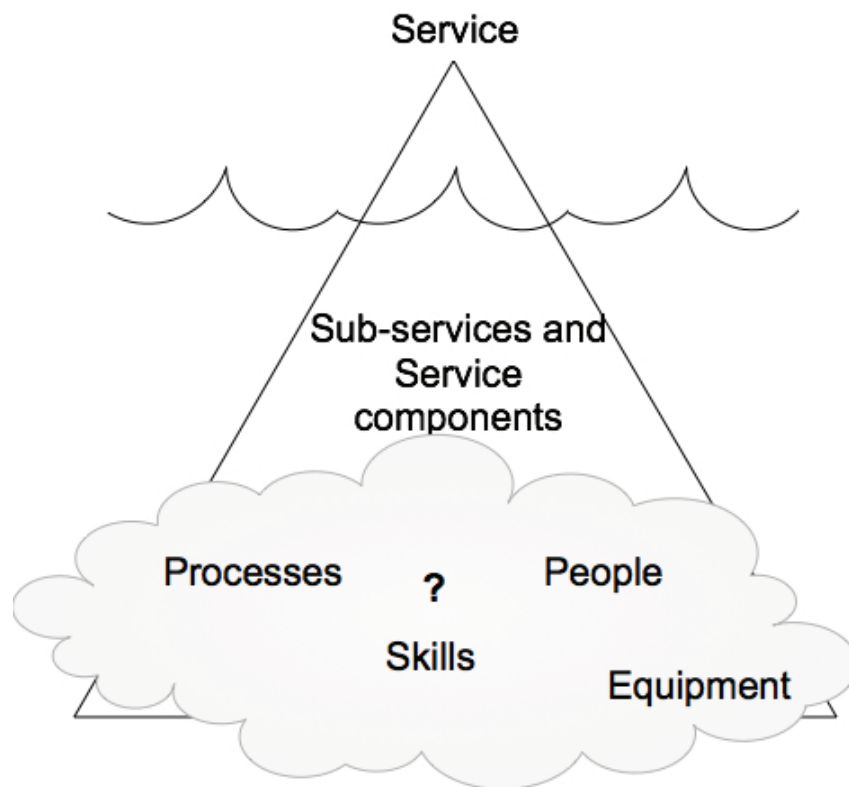 Service
Sub-services and
Service
components
Processes
?
People
Skills
Equipment